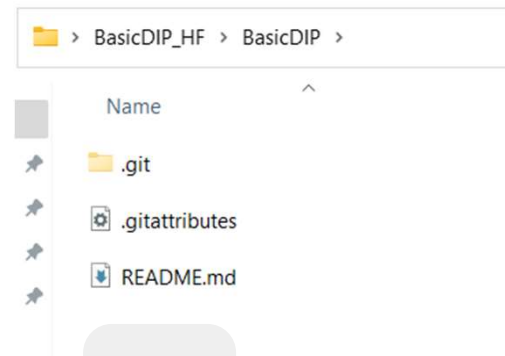 BasicDIP_HF > BasicDIP >
Name
.git
.gitattributes
README.md